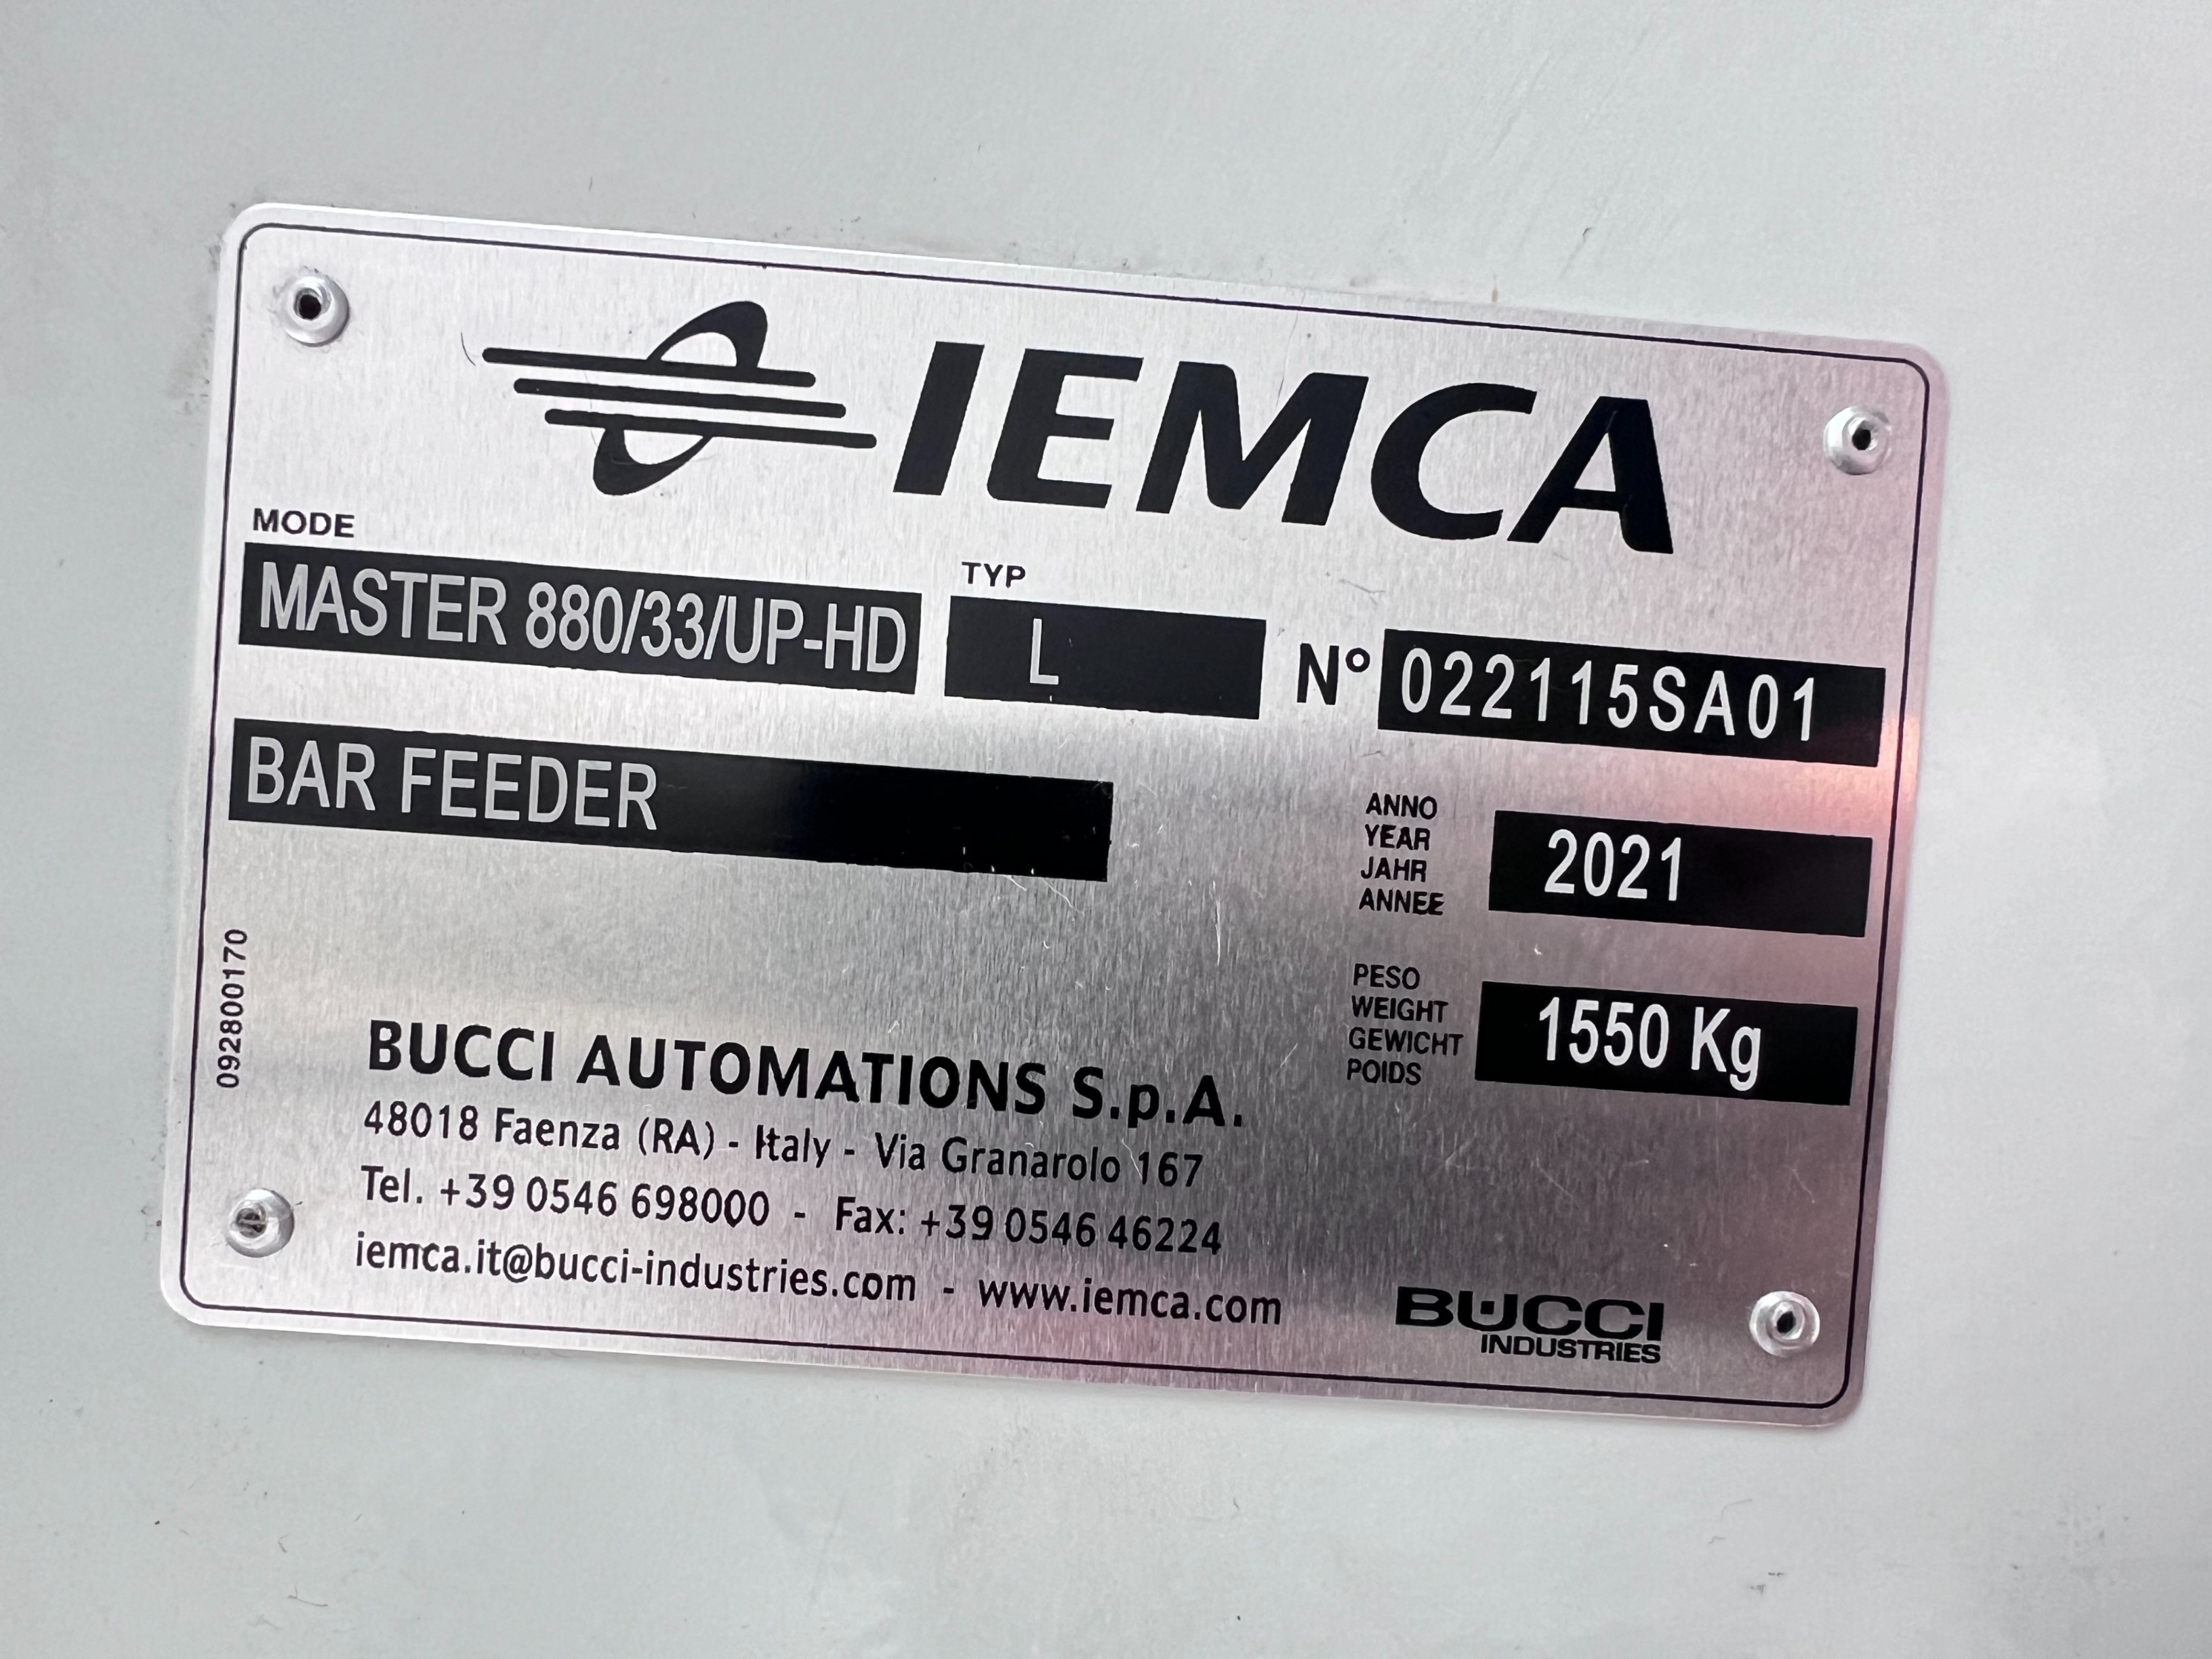 IEMCA
MODE
TYP
MASTER 880/33/UP-HD
L
N° 022115SA01
BAR FEEDER
ANNO
YEAR
JAHR
ANNEE
2021
PESO
WEIGHT
GEWICHT
POIDS
1550 Kg
0928001170
BUCCI AUTOMATIONS S.p.A.
48018 Faenza (RA) - Italy - Via Granarolo 167
Tel. +39 0546 698000 - Fax: +39 0546 46224
iemca.it@bucci-industries.com - www.iemca.com
BUCCI
INDUSTRIES